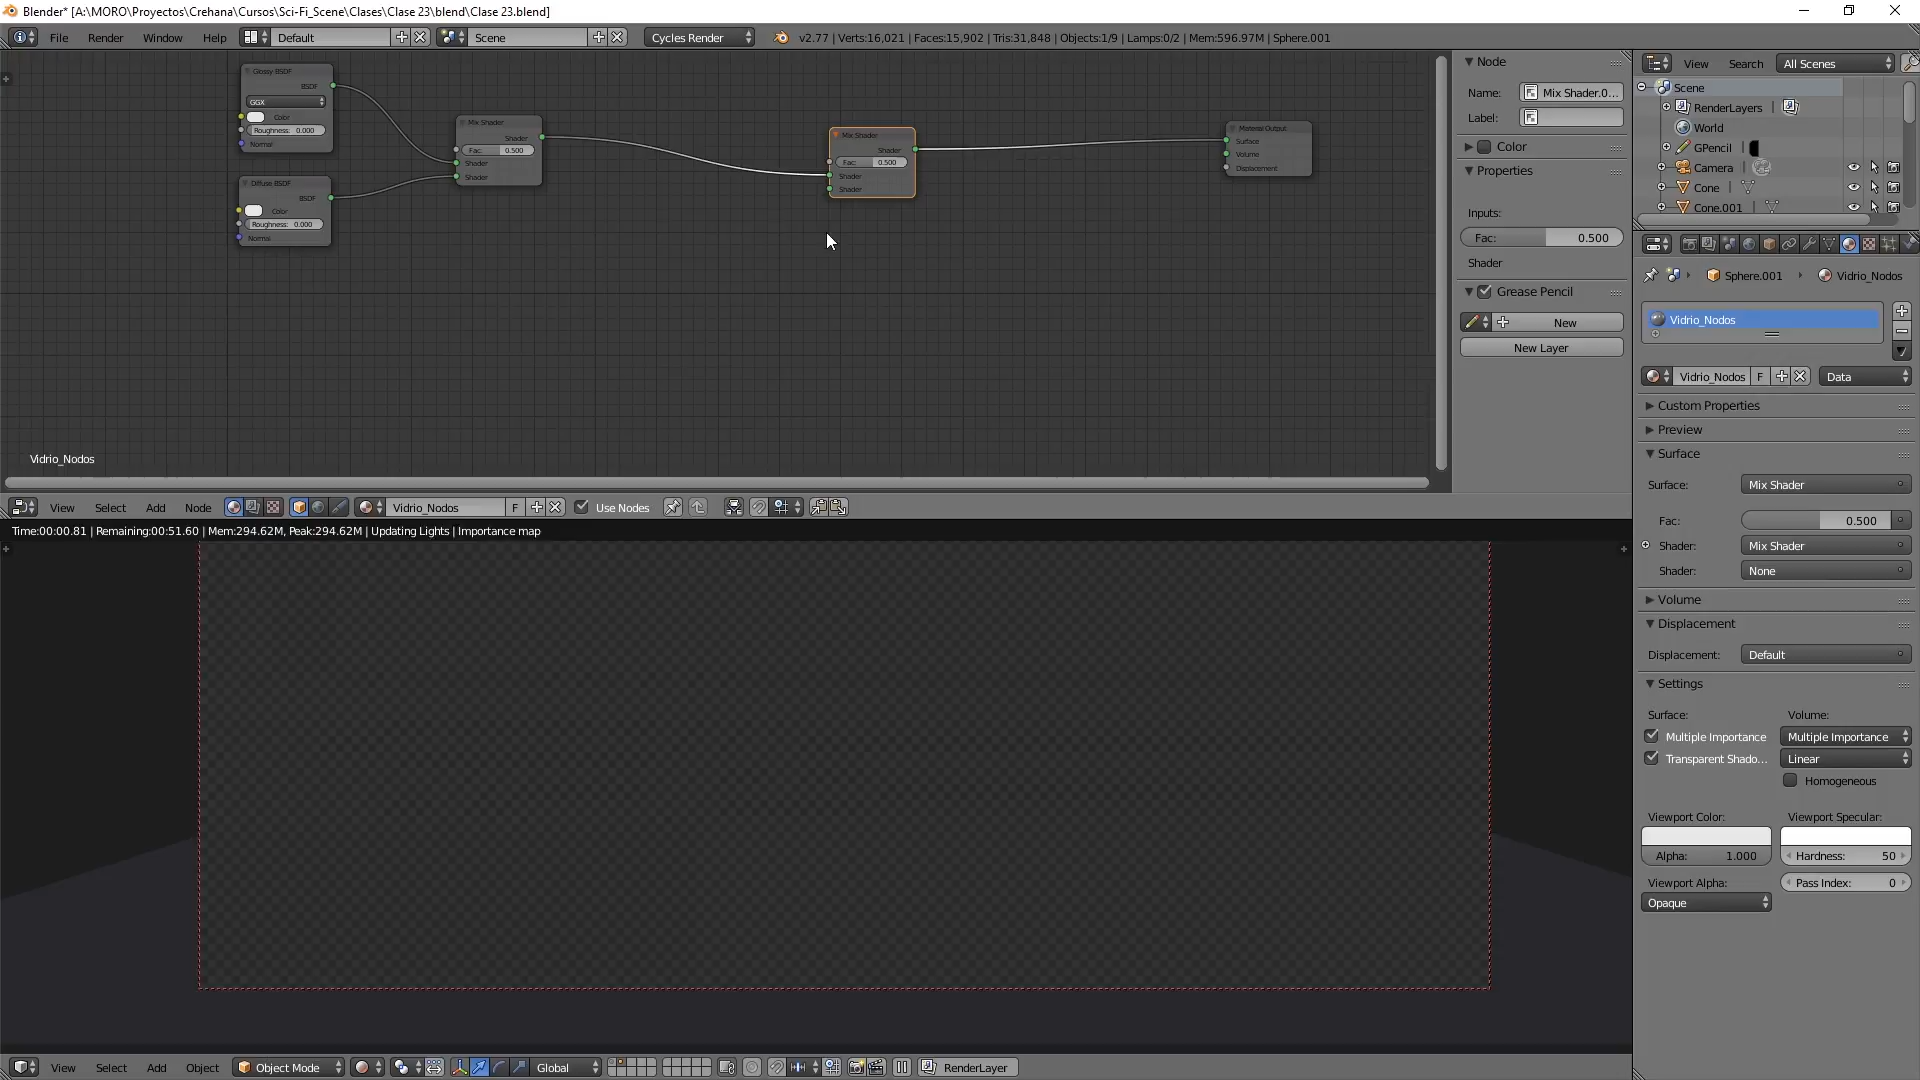 Blender* [A:\MORO\Proyectos\Crehana\Cursos\Sci-Fi_Scene\Clases\Clase 23\blend\Clase 23.blend]
File Render Window Help Default Scene Cycles Render v2.77 | Verts:16,021 | Faces:15,902 | Tris:31,848 | Objects:1/9 | Lamps:0/2 | Mem:596.97M | Sphere.001
Glossy BSDF
BSDF
GGX
Color
Roughness: 0.000
Normal
Diffuse BSDF
BSDF
Color
Roughness: 0.000
Normal
Mix Shader
Shader
Fac: 0.500
Shader
Shader
Mix Shader
Shader
Fac: 0.500
Shader
Shader
Material Output
Surface
Volume
Displacement
Vidrio_Nodos
Node
Name: Mix Shader.0...
Label:
Color
Properties
Inputs:
Fac: 0.500
Shader
Grease Pencil
New
New Layer
View Search All Scenes
Scene
RenderLayers
World
GPencil
Camera
Cone
Cone.001
Sphere.001 Vidrio_Nodos
Vidrio_Nodos
Vidrio_Nodos F Data
Custom Properties
Preview
Surface
Surface: Mix Shader
Fac: 0.500
Shader: Mix Shader
Shader: None
Volume
Displacement
Displacement: Default
Settings
Surface: Volume:
Multiple Importance Multiple Importance
Transparent Shado... Linear
Homogeneous
Viewport Color: Viewport Specular:
Alpha: 1.000 Hardness: 50
Viewport Alpha: Pass Index: 0
Opaque
View Select Add Node Vidrio_Nodos F Use Nodes
Time:00:00.81 | Remaining:00:51.60 | Mem:294.62M, Peak:294.62M | Updating Lights | Importance map
View Select Add Object Object Mode Global RenderLayer